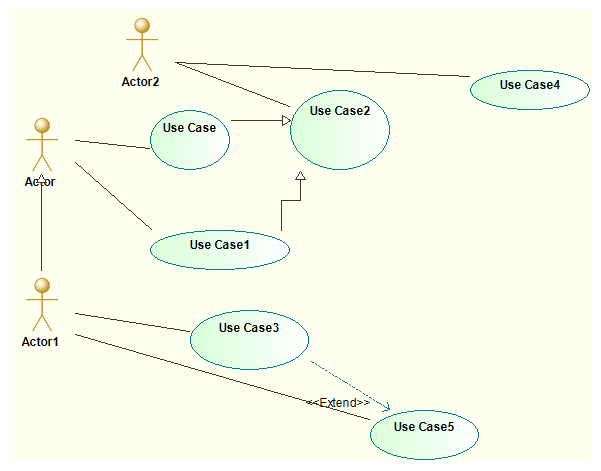 Actor2
Use Case4
Use Case2
Use Case
Actor
Use Case1
Use Case3
Actor1
<<Extend>>
Use Case5